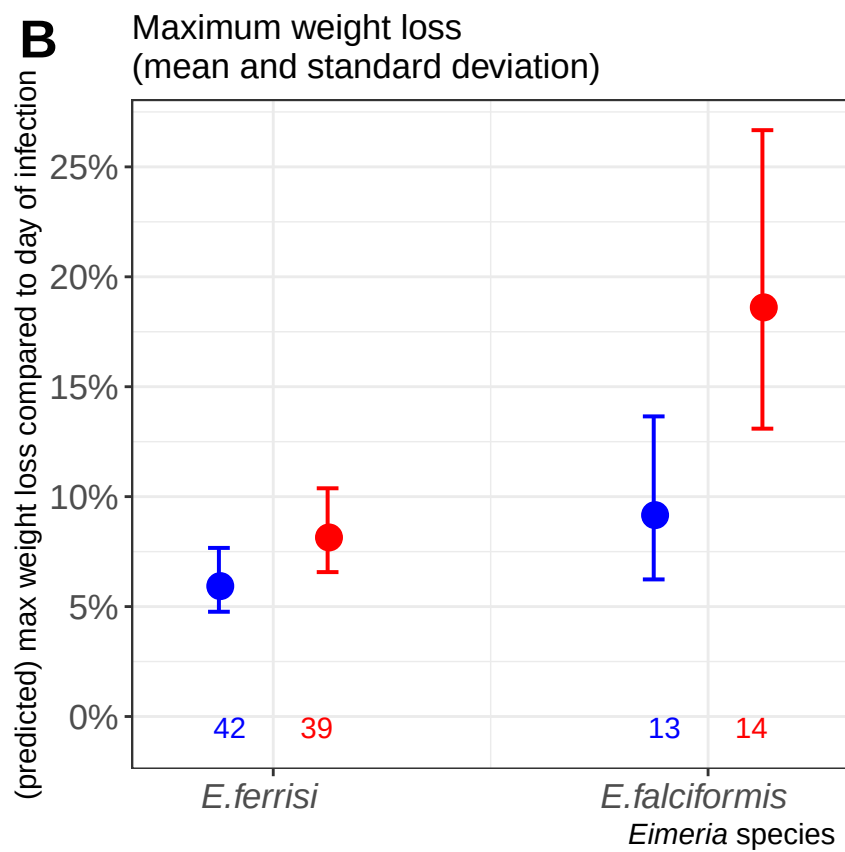 B
Maximum weight loss
(mean and standard deviation)
(predicted) max weight loss compared to day of infection
25%
20%
15%
10%
5%
0%
42
39
13
14
E.ferrisi
E.falciformis
Eimeria species